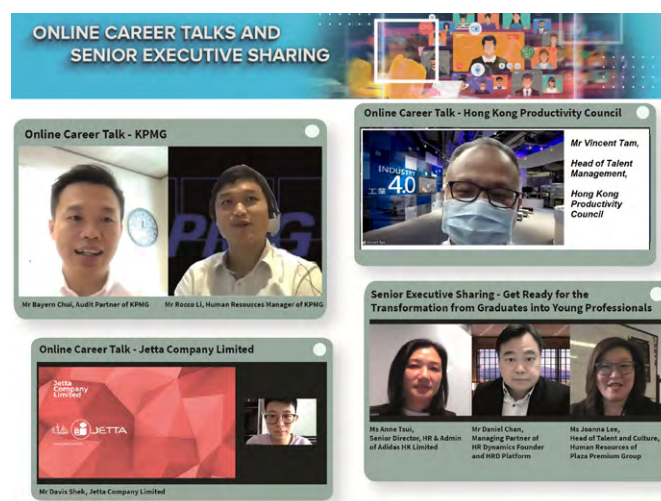 ONLINE CAREER TALKS AND
SENIOR EXECUTIVE SHARING
Online Career Talk - KPMG
KPMG
Mr Bayern Chui, Audit Partner of KPMG
Mr Rocco Li, Human Resources Manager of KPMG
Online Career Talk - Hong Kong Productivity Council
INDUSTRY
工業 4.0
Mr Vincent Tam,
Head of Talent
Management,
Hong Kong
Productivity
Council
Online Career Talk - Jetta Company Limited
Jetta
Company
Limited
JETTA
Mr Davis Shek, Jetta Company Limited
Senior Executive Sharing - Get Ready for the
Transformation from Graduates into Young Professionals
Ms Anne Tsui,
Senior Director, HR & Admin
of Adidas HK Limited
Mr Daniel Chan,
Managing Partner of
HR Dynamics Founder
and HRD Platform
Ms Joanna Lee,
Head of Talent and Culture,
Human Resources of
Plaza Premium Group